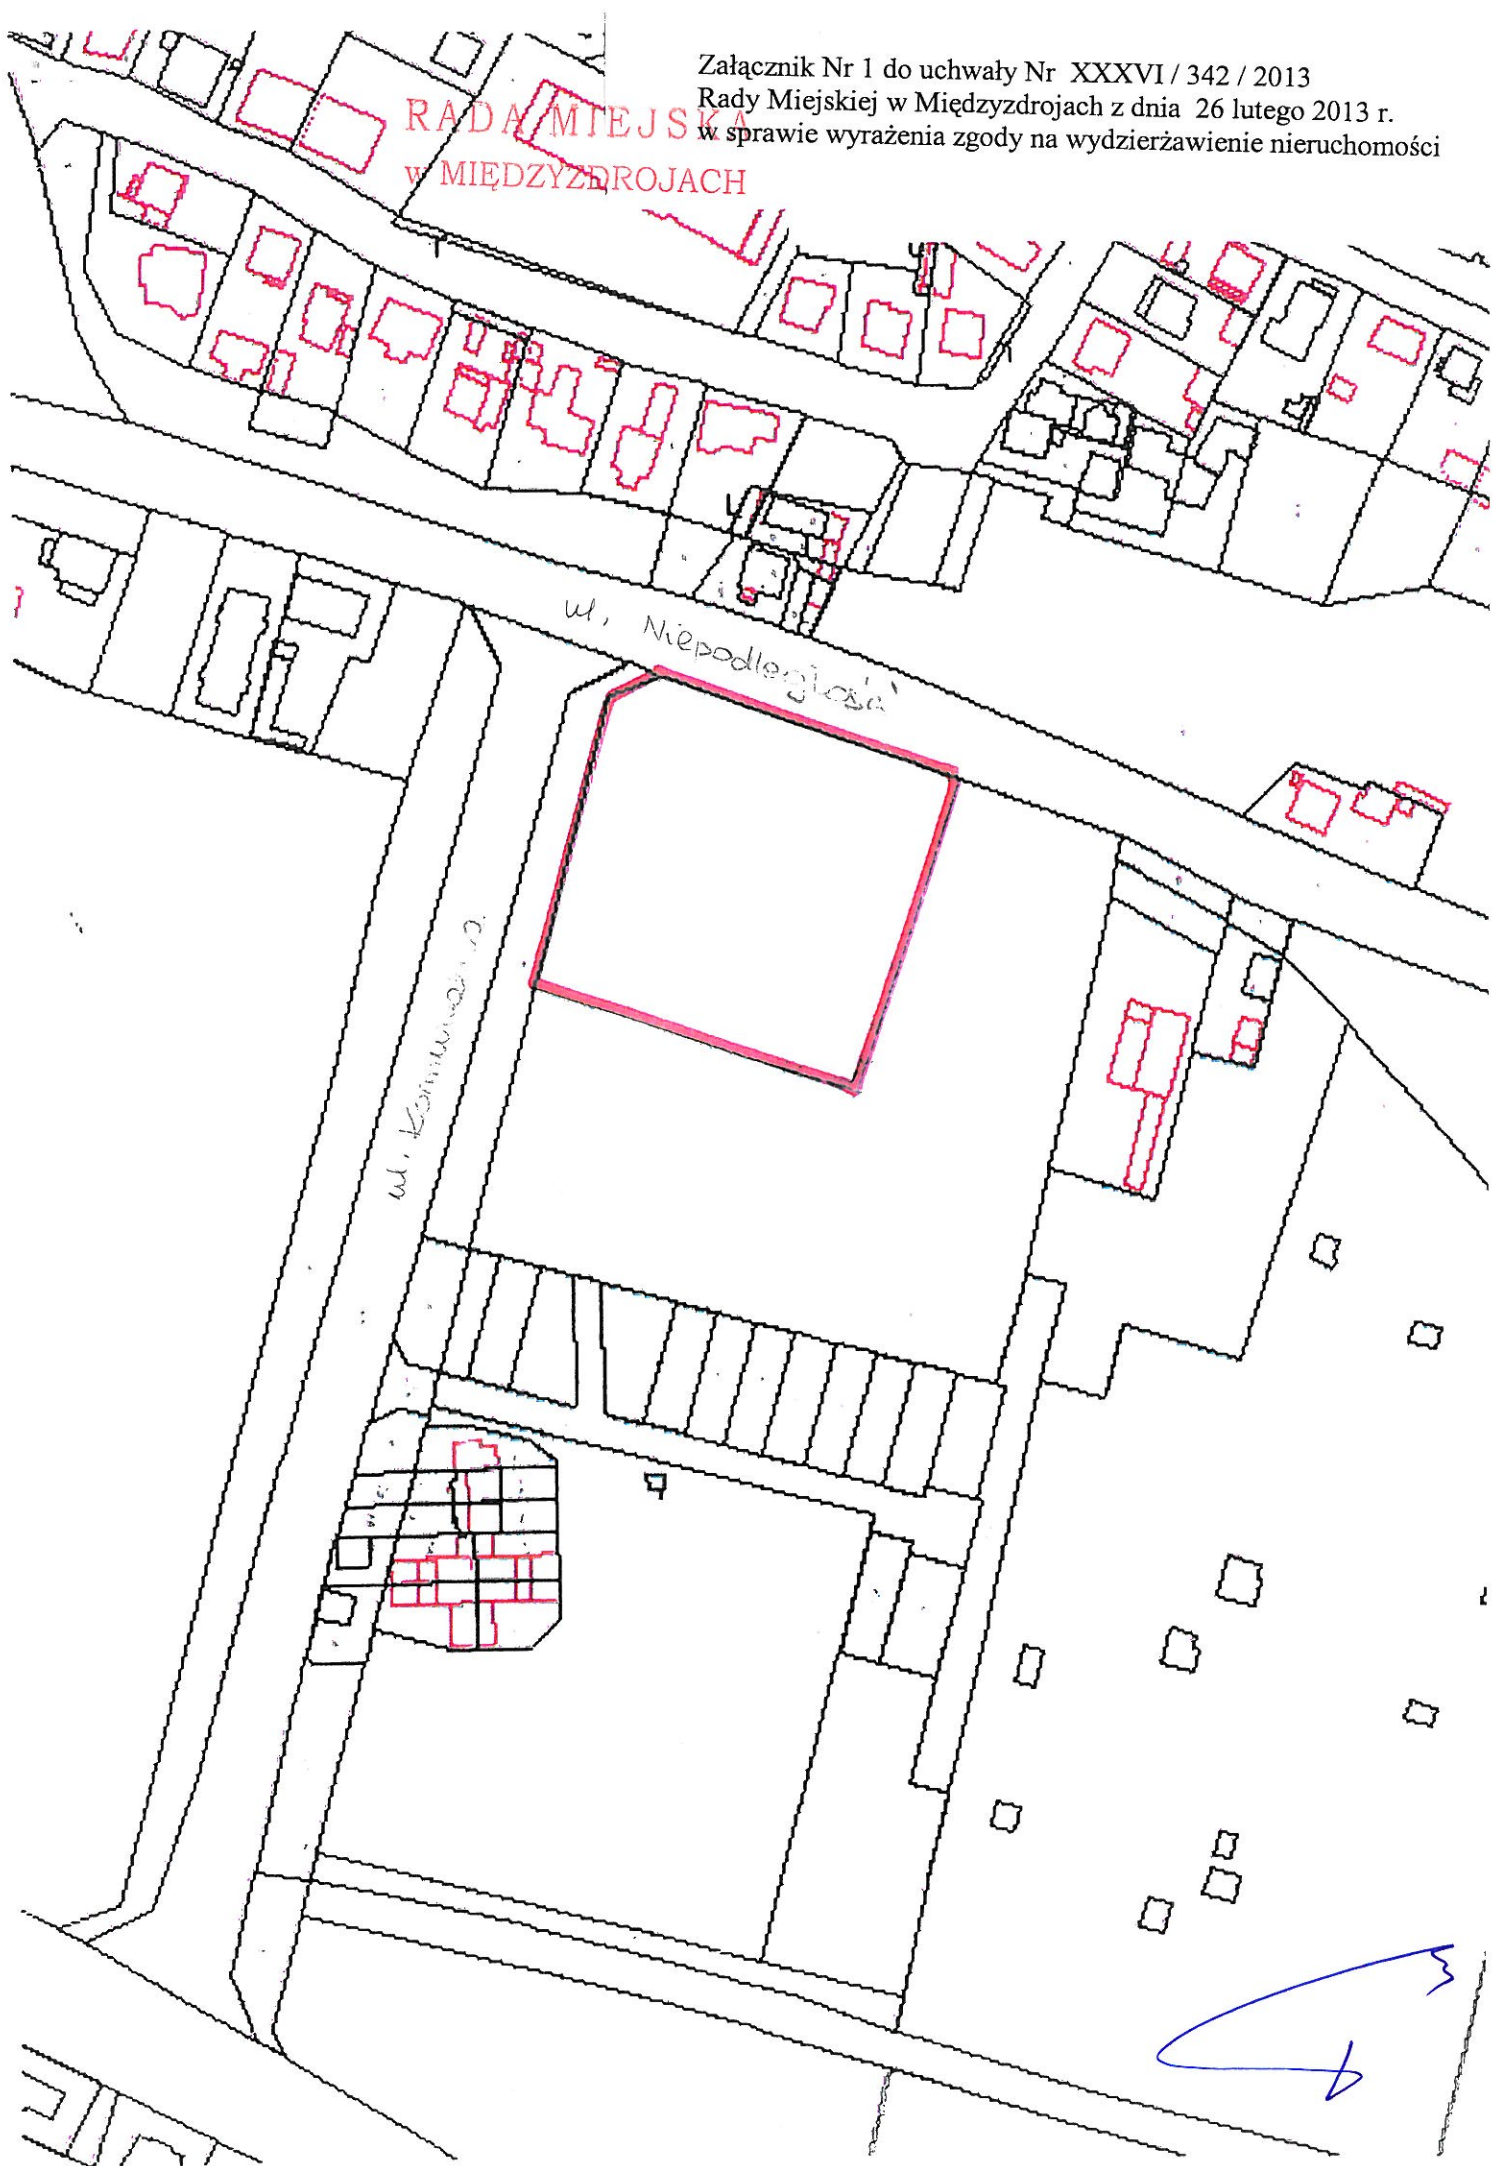 Załącznik Nr 1 do uchwały Nr XXXVI / 342 / 2013
Rady Miejskiej w Międzyzdrojach z dnia 26 lutego 2013 r.
w sprawie wyrażenia zgody na wydzierżawienie nieruchomości
RADA MIEJSKA
w MIĘDZYZDROJACH
ul. Niepodległości
ul. Komunalna